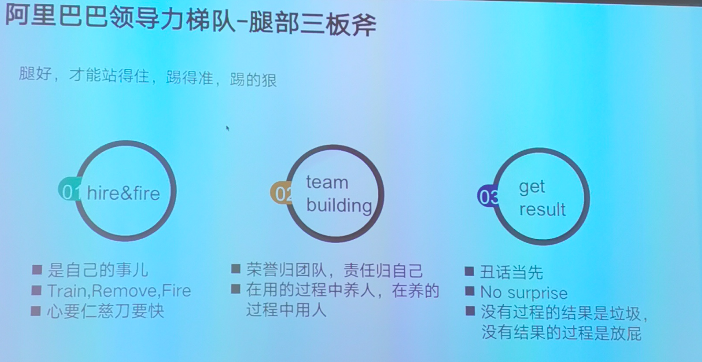 阿里巴巴领导力梯队-腿部三板斧
腿好，才能站得住，踢得准，踢的狠
01 hire&fire
02 team
building
03 get
result
■ 是自己的事儿
■ Train,Remove,Fire
■ 心要仁慈刀要快
■ 荣誉归团队，责任归自己
■ 在用的过程中养人，在养的
过程中用人
■ 丑话当先
■ No surprise
■ 没有过程的结果是垃圾，
没有结果的过程是放屁